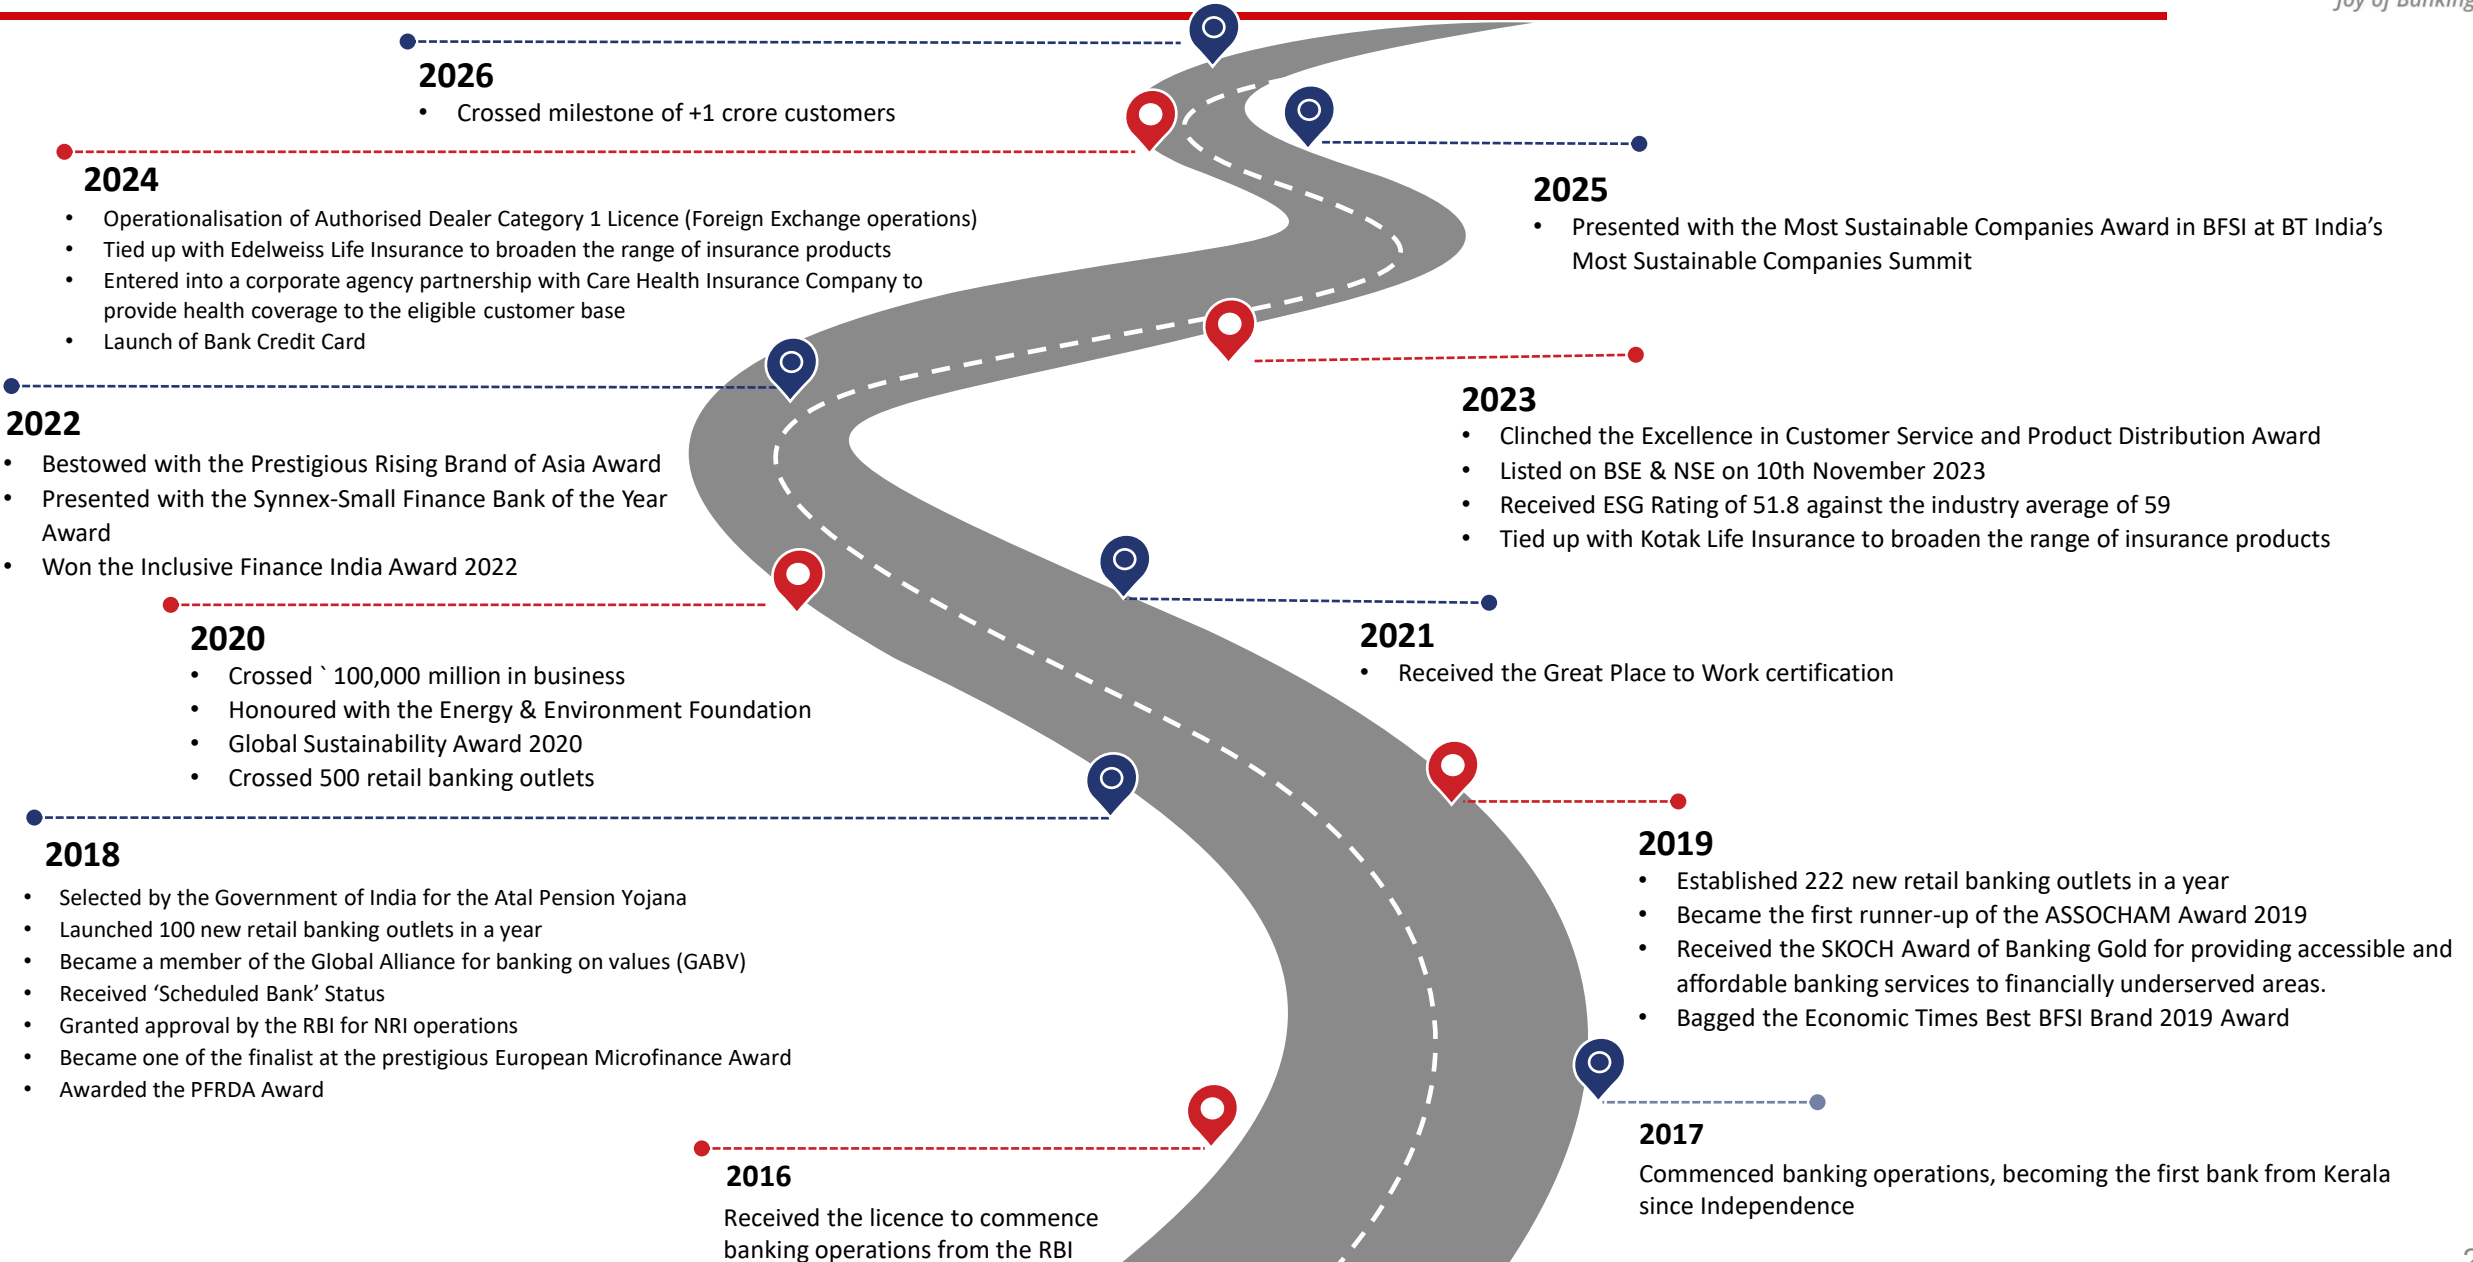 Joy of Banking
2026
• Crossed milestone of +1 crore customers
2024
• Operationalisation of Authorised Dealer Category 1 Licence (Foreign Exchange operations)
• Tied up with Edelweiss Life Insurance to broaden the range of insurance products
• Entered into a corporate agency partnership with Care Health Insurance Company to
provide health coverage to the eligible customer base
• Launch of Bank Credit Card
2025
• Presented with the Most Sustainable Companies Award in BFSI at BT India’s
Most Sustainable Companies Summit
2022
• Bestowed with the Prestigious Rising Brand of Asia Award
• Presented with the Synnex-Small Finance Bank of the Year
Award
• Won the Inclusive Finance India Award 2022
2023
• Clinched the Excellence in Customer Service and Product Distribution Award
• Listed on BSE & NSE on 10th November 2023
• Received ESG Rating of 51.8 against the industry average of 59
• Tied up with Kotak Life Insurance to broaden the range of insurance products
2020
• Crossed ` 100,000 million in business
• Honoured with the Energy & Environment Foundation
• Global Sustainability Award 2020
• Crossed 500 retail banking outlets
2021
• Received the Great Place to Work certification
2018
• Selected by the Government of India for the Atal Pension Yojana
• Launched 100 new retail banking outlets in a year
• Became a member of the Global Alliance for banking on values (GABV)
• Received ‘Scheduled Bank’ Status
• Granted approval by the RBI for NRI operations
• Became one of the finalist at the prestigious European Microfinance Award
• Awarded the PFRDA Award
2019
• Established 222 new retail banking outlets in a year
• Became the first runner-up of the ASSOCHAM Award 2019
• Received the SKOCH Award of Banking Gold for providing accessible and
affordable banking services to financially underserved areas.
• Bagged the Economic Times Best BFSI Brand 2019 Award
2016
Received the licence to commence
banking operations from the RBI
2017
Commenced banking operations, becoming the first bank from Kerala
since Independence